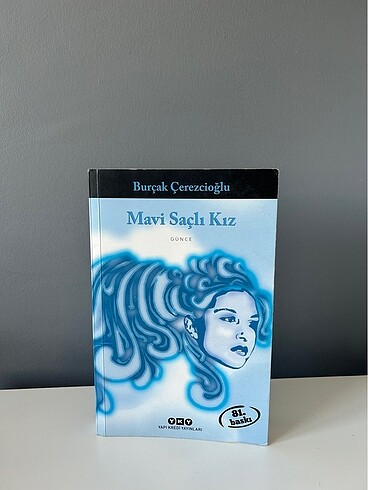 Burçak Çerezcioğlu
Mavi Saçlı Kız
GÜNCE
81.
baskı
YKY
YAPI KREDİ YAYINLARI